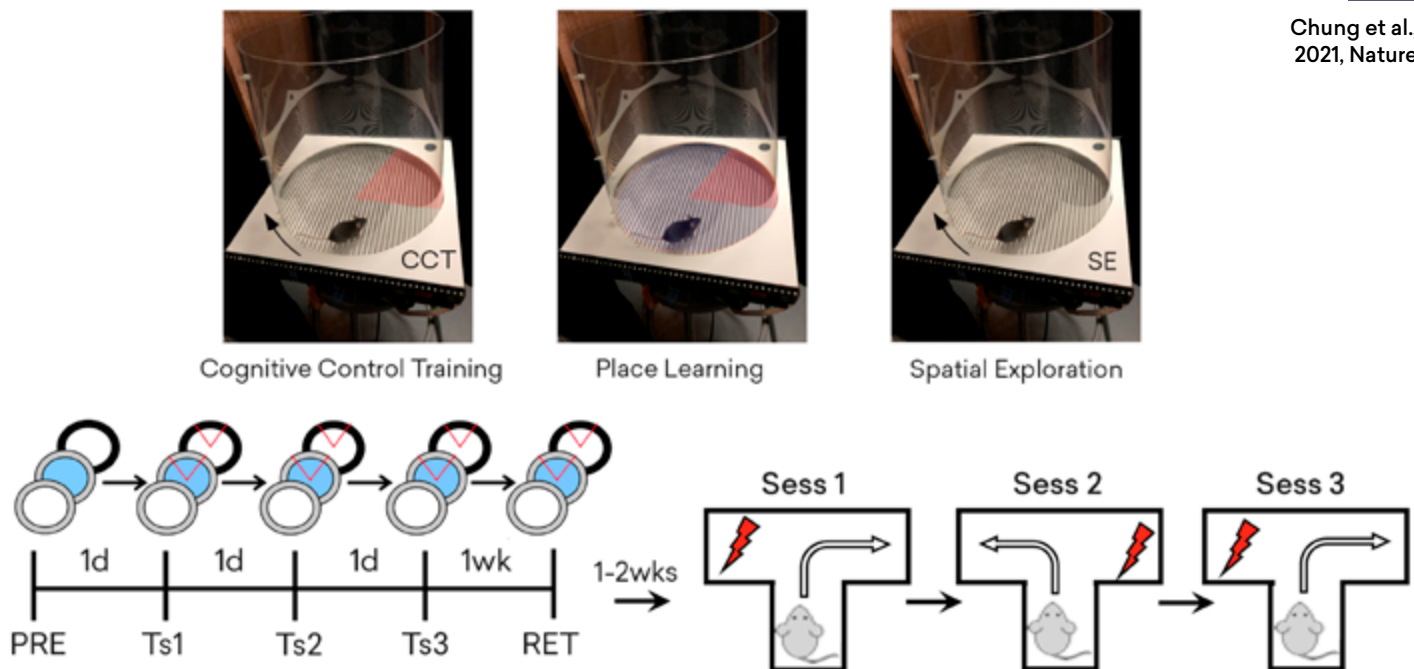 Chung et al.
2021, Nature
CCT
SE
Cognitive Control Training
Place Learning
Spatial Exploration
Sess 1
Sess 2
Sess 3
1d
1d
1d
1wk
1-2wks
PRE
Ts1
Ts2
Ts3
RET